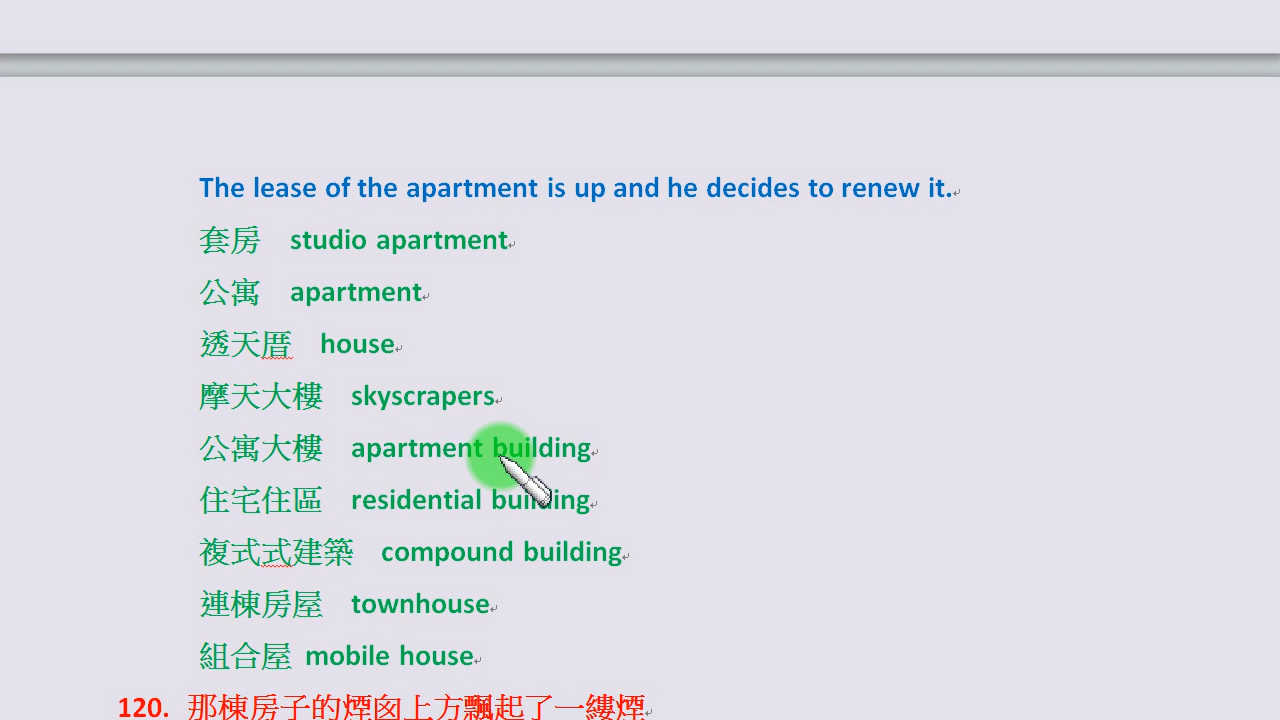 The lease of the apartment is up and he decides to renew it.
套房 studio apartment
公寓 apartment
透天厝 house
摩天大樓 skyscrapers
公寓大樓 apartment building
住宅住區 residential building
複式式建築 compound building
連棟房屋 townhouse
組合屋 mobile house
120. 那棟房子的煙囪上方飄起了一縷煙